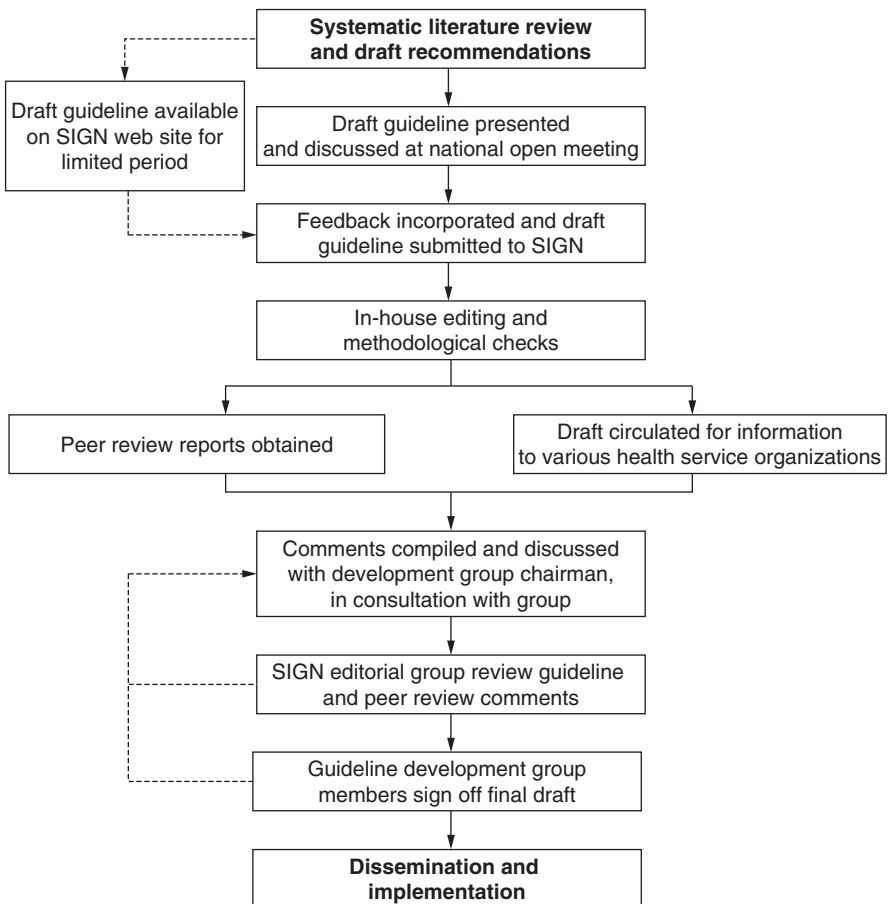 Systematic literature review
and draft recommendations
Draft guideline available
on SIGN web site for
limited period
Draft guideline presented
and discussed at national open meeting
Feedback incorporated and draft
guideline submitted to SIGN
In-house editing and
methodological checks
Peer review reports obtained
Draft circulated for information
to various health service organizations
Comments compiled and discussed
with development group chairman,
in consultation with group
SIGN editorial group review guideline
and peer review comments
Guideline development group
members sign off final draft
Dissemination and
implementation